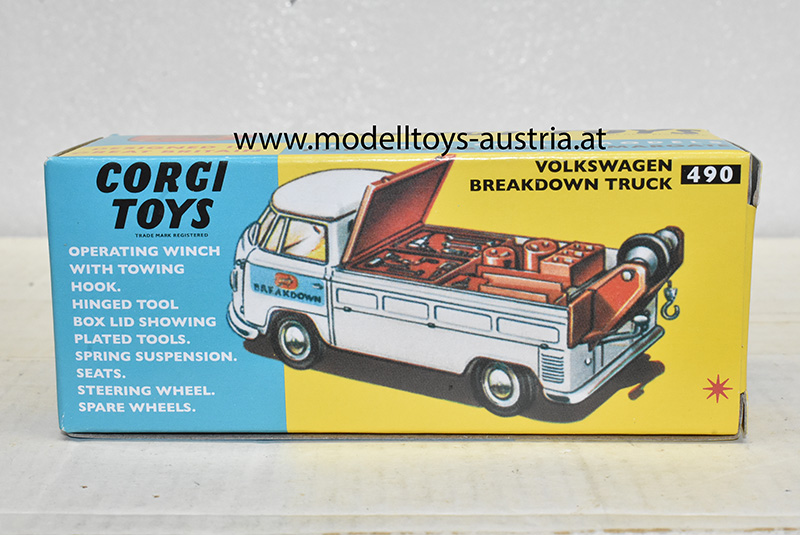 www.modelltoys-austria.at
CORGI
TOYS
TRADE MARK REGISTERED
OPERATING WINCH
WITH TOWING
HOOK.
HINGED TOOL
BOX LID SHOWING
PLATED TOOLS.
SPRING SUSPENSION.
SEATS.
STEERING WHEEL.
SPARE WHEELS.
VOLKSWAGEN
BREAKDOWN TRUCK
490
BREAKDOWN